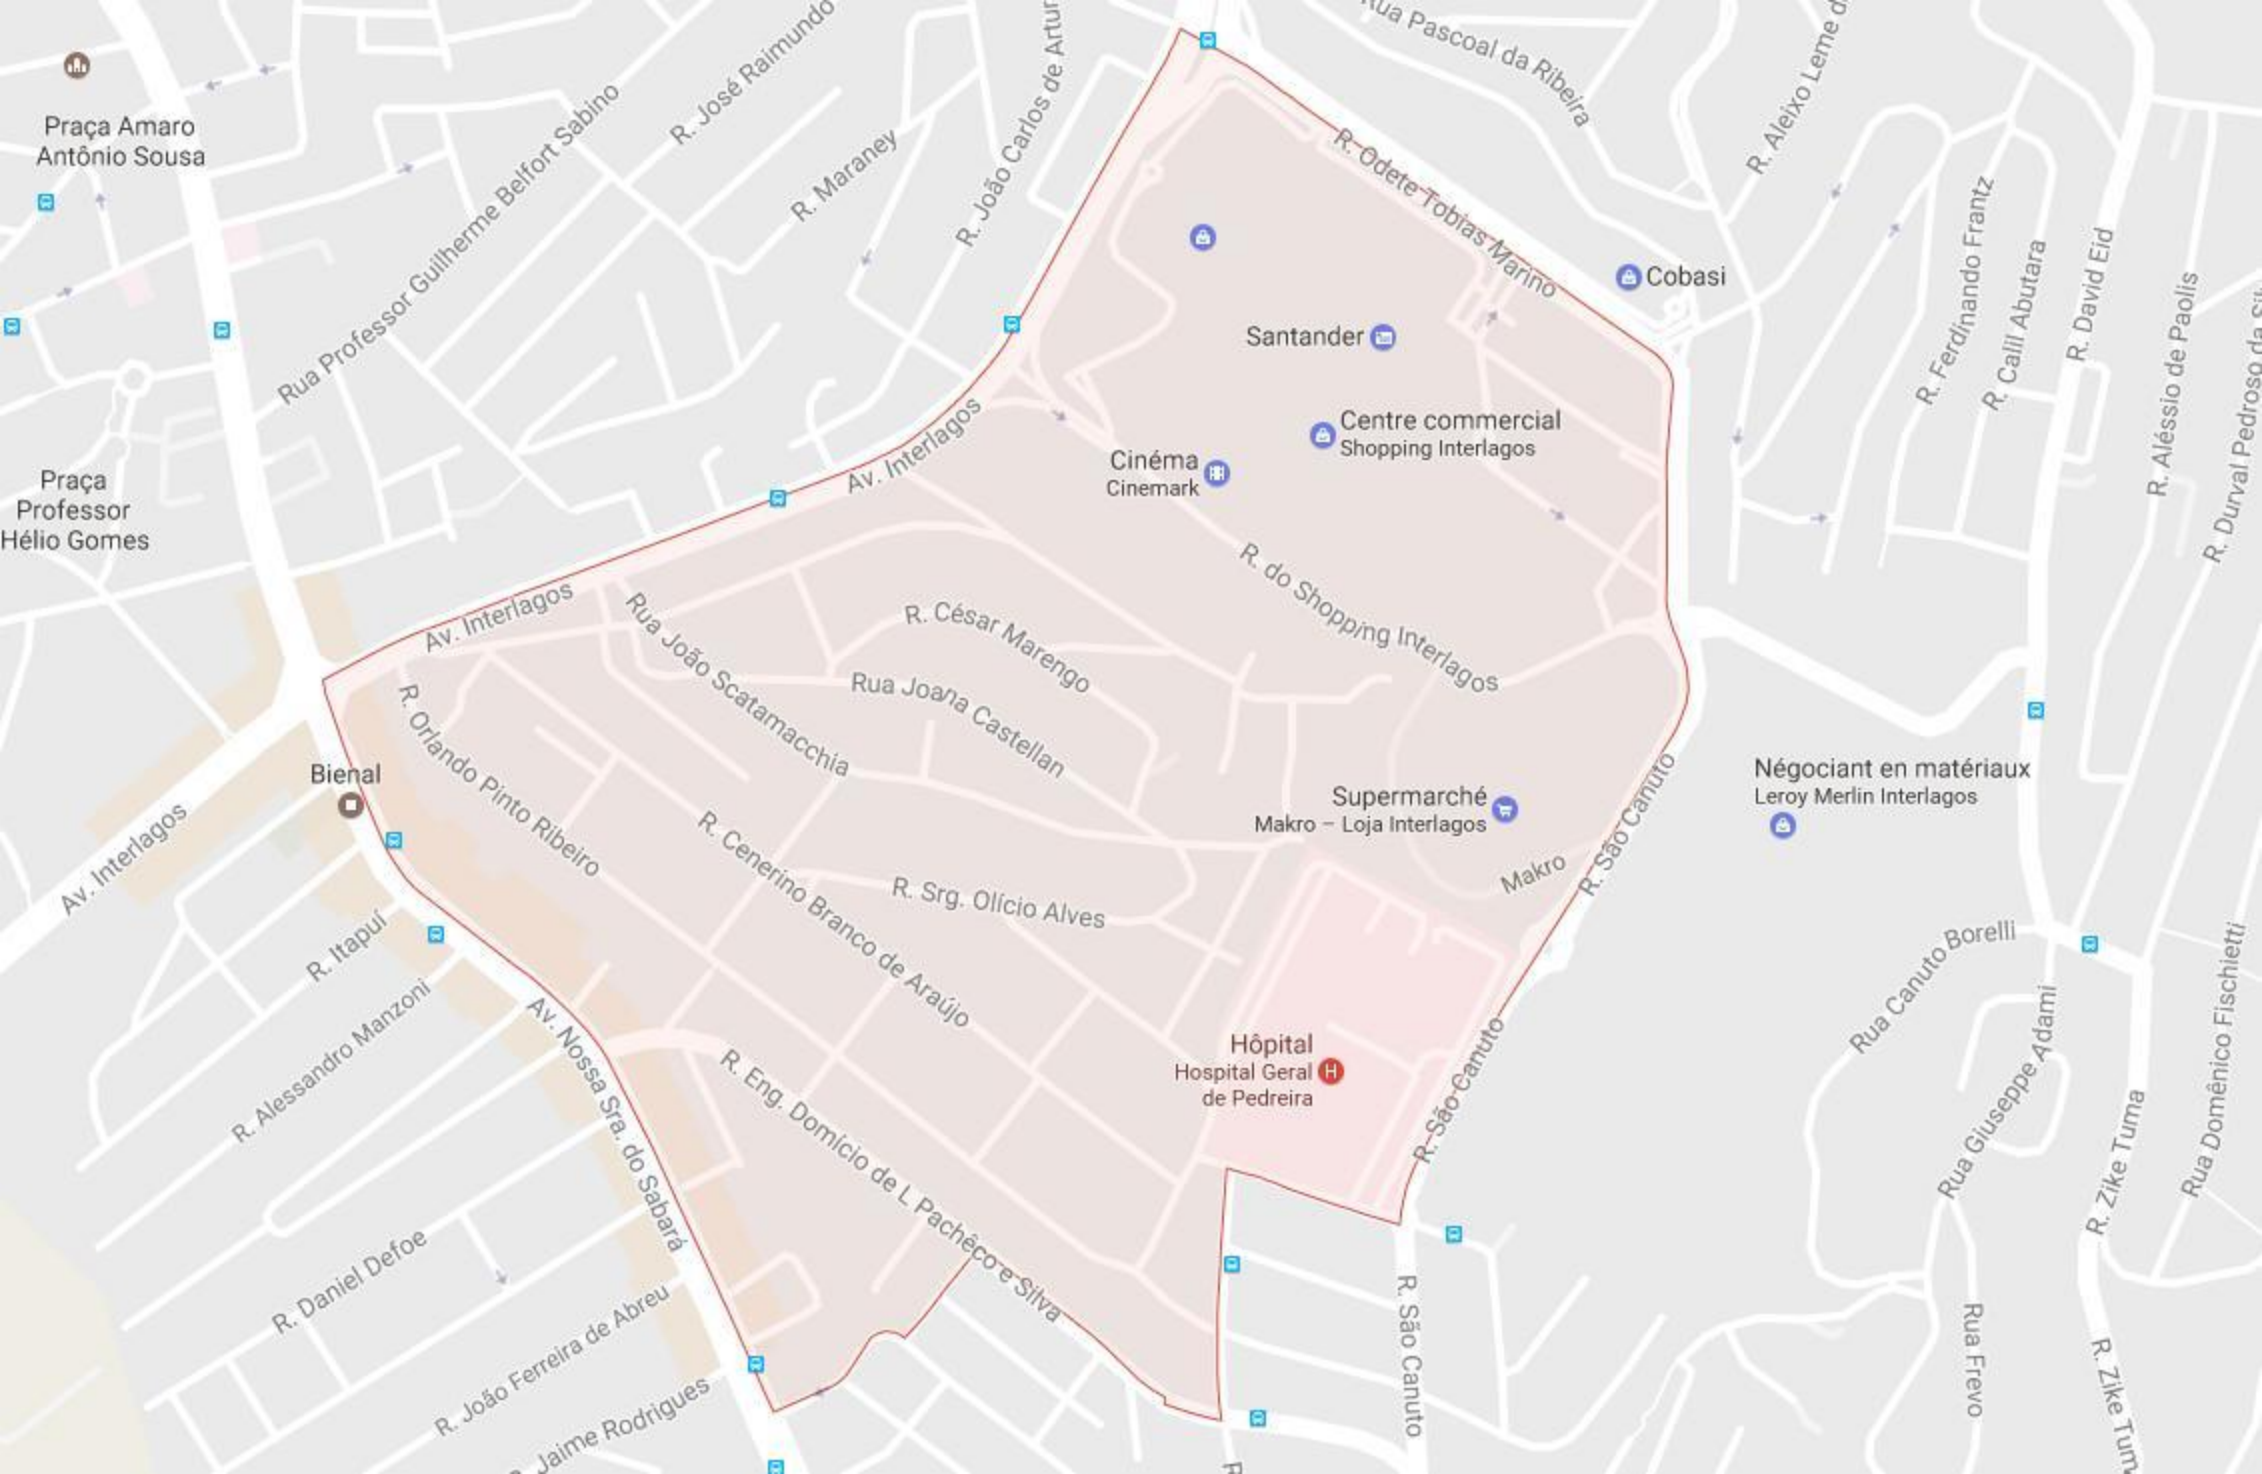 Rua Pascoal da Ribeira
R. Aleixo Leme d
R. José Raimundo
R. João Carlos de Artur
Praça Amaro
Antônio Sousa
Rua Professor Guilherme Belfort Sabino
R. Maraney
R. Odete Tobias Marino
Cobasi
R. Ferdinando Frantz
R. Calil Abutara
R. David Eid
R. Aléssio de Paolis
R. Durval Pedroso da Sil
Santander
Centre commercial
Shopping Interlagos
Cinéma
Cinemark
Av. Interlagos
Praça
Professor
Hélio Gomes
R. do Shopping Interlagos
Av. Interlagos
Rua João Scatamacchia
R. César Marengo
Rua Joana Castellan
R. Orlando Pinto Ribeiro
Bienal
Av. Interlagos
Supermarché
Makro – Loja Interlagos
Makro
R. São Canuto
Négociant en matériaux
Leroy Merlin Interlagos
R. Cenerino Branco de Araújo
R. Srg. Olício Alves
R. Itapuí
R. Alessandro Manzoni
Av. Nossa Sra. do Sabará
R. Eng. Domício de L Pachêco e Silva
Hôpital
Hospital Geral
de Pedreira
R. São Canuto
Rua Canuto Borelli
Rua Giuseppe Adami
Rua Domênico Fischietti
R. Zike Tuma
R. Daniel Defoe
R. João Ferreira de Abreu
Jaime Rodrigues
R. São Canuto
Rua Frevo
R. Zike Tum
R